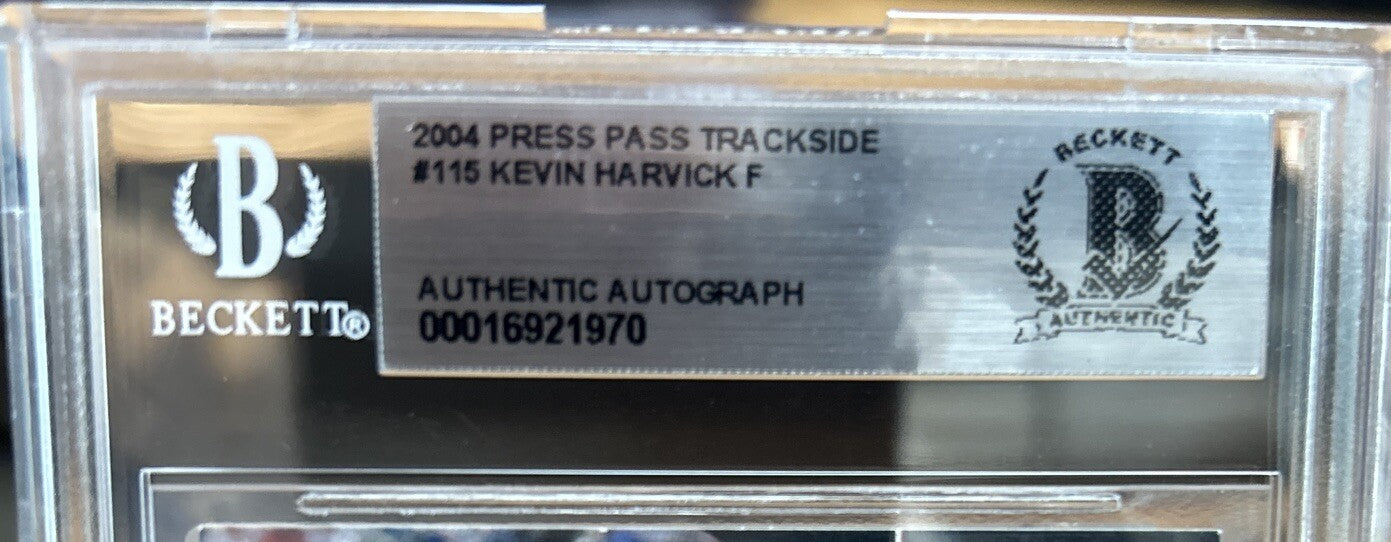 2004 PRESS PASS TRACKSIDE
#115 KEVIN HARVICK F
AUTHENTIC AUTOGRAPH
00016921970
B
BECKETT®
BECKETT
B
AUTHENTIC